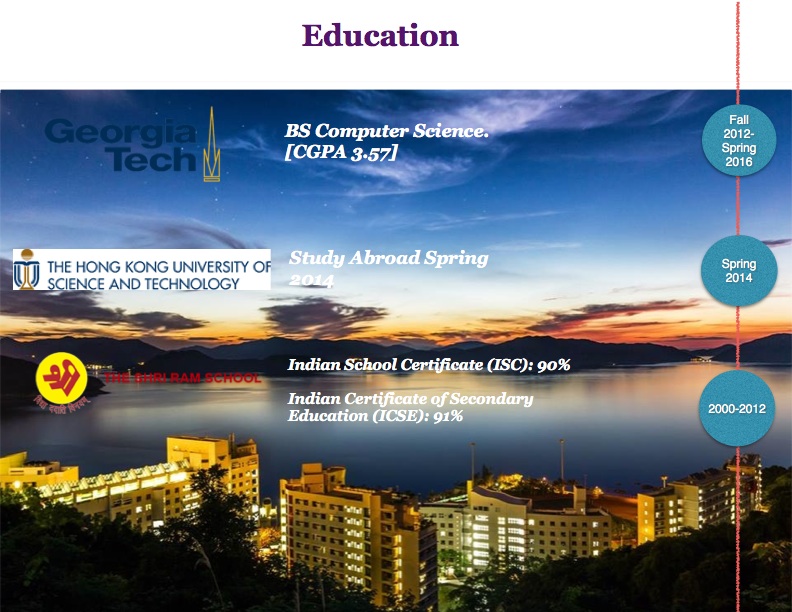 Education
Georgia
Tech
BS Computer Science.
[CGPA 3.57]
Fall
2012-
Spring
2016
THE HONG KONG UNIVERSITY OF
SCIENCE AND TECHNOLOGY
Study Abroad Spring
2014
Spring
2014
THE SHRI RAM SCHOOL
Indian School Certificate (ISC): 90%
Indian Certificate of Secondary
Education (ICSE): 91%
2000-2012